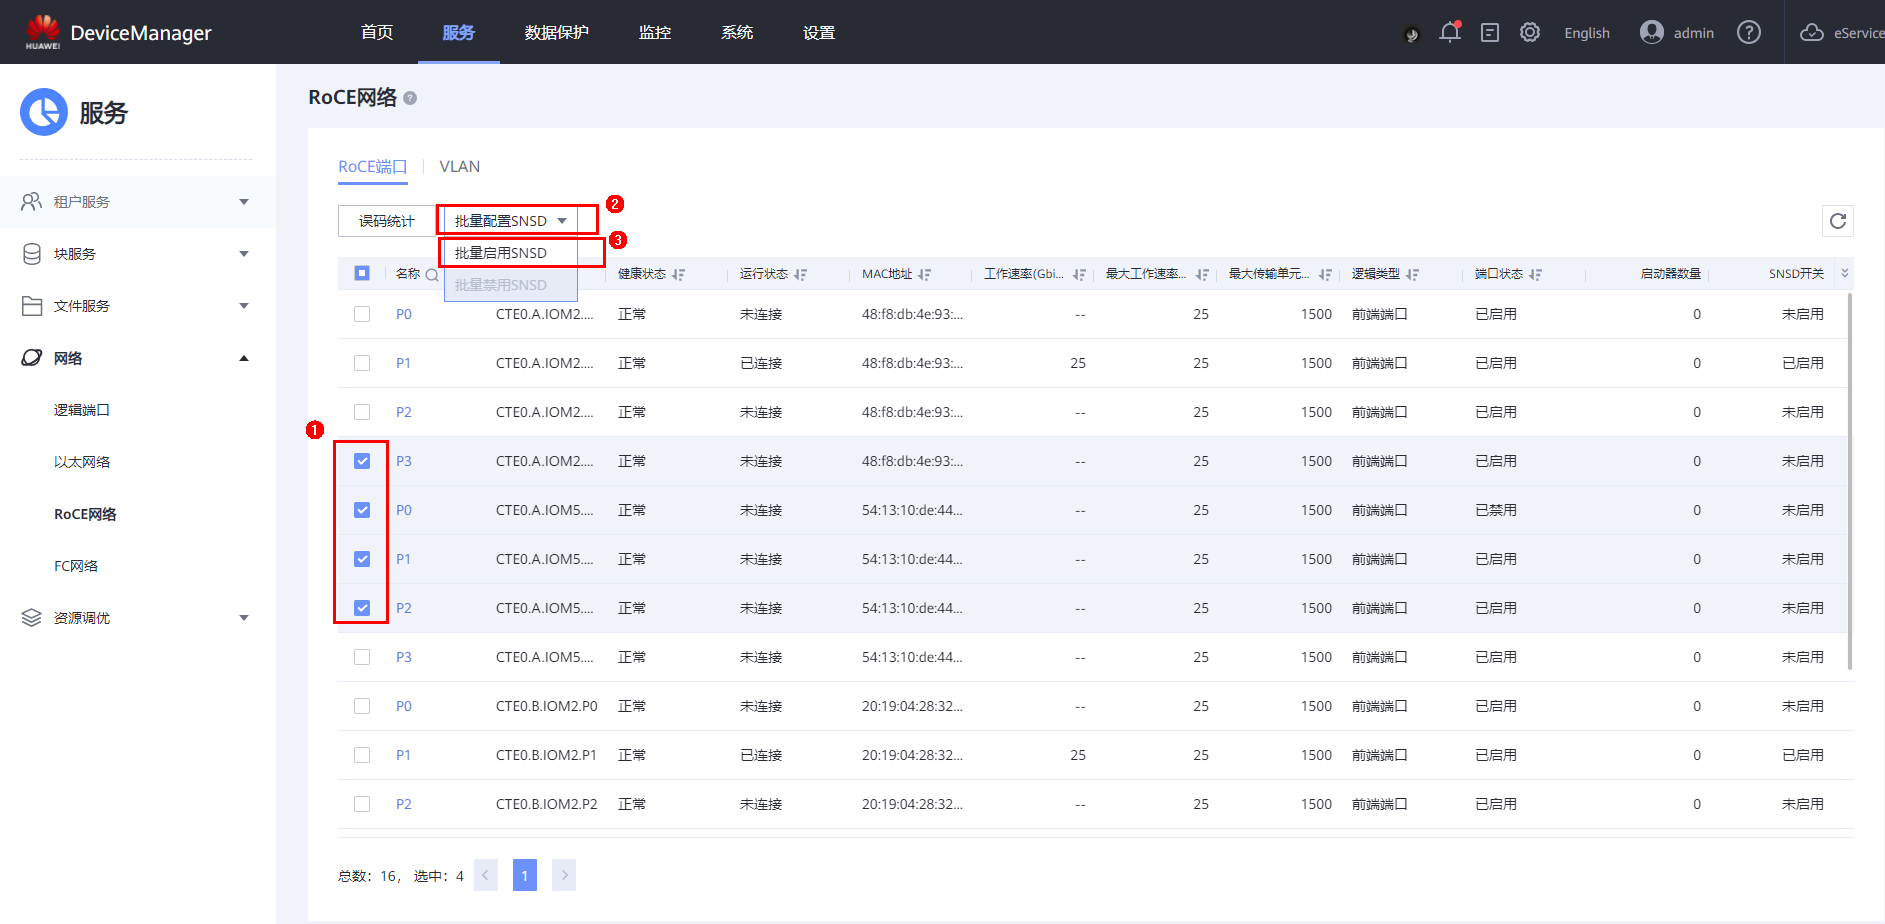 HUAWEI DeviceManager 首页 服务 数据保护 监控 系统 设置 English admin ? eService
服务
租户服务
块服务
文件服务
网络
逻辑端口
以太网络
RoCE网络
FC网络
资源调优
RoCE网络 ?
RoCE端口 VLAN
误码统计 批量配置SNSD 2
批量启用SNSD 3
批量禁用SNSD
名称 健康状态 运行状态 MAC地址 工作速率(Gbi... 最大工作速率... 最大传输单元... 逻辑类型 端口状态 启动器数量 SNSD开关
P0 CTE0.A.IOM2.... 正常 未连接 48:f8:db:4e:93:... -- 25 1500 前端端口 已启用 0 未启用
P1 CTE0.A.IOM2.... 正常 已连接 48:f8:db:4e:93:... 25 25 1500 前端端口 已启用 0 已启用
P2 CTE0.A.IOM2.... 正常 未连接 48:f8:db:4e:93:... -- 25 1500 前端端口 已启用 0 未启用
1
P3 CTE0.A.IOM2.... 正常 未连接 48:f8:db:4e:93:... -- 25 1500 前端端口 已启用 0 未启用
P0 CTE0.A.IOM5.... 正常 未连接 54:13:10:de:44... -- 25 1500 前端端口 已禁用 0 未启用
P1 CTE0.A.IOM5.... 正常 未连接 54:13:10:de:44... -- 25 1500 前端端口 已启用 0 未启用
P2 CTE0.A.IOM5.... 正常 未连接 54:13:10:de:44... -- 25 1500 前端端口 已启用 0 未启用
P3 CTE0.A.IOM5.... 正常 未连接 54:13:10:de:44... -- 25 1500 前端端口 已启用 0 未启用
P0 CTE0.B.IOM2.P0 正常 未连接 20:19:04:28:32... -- 25 1500 前端端口 已启用 0 未启用
P1 CTE0.B.IOM2.P1 正常 已连接 20:19:04:28:32... 25 25 1500 前端端口 已启用 0 已启用
P2 CTE0.B.IOM2.P2 正常 未连接 20:19:04:28:32... -- 25 1500 前端端口 已启用 0 未启用
总数：16， 选中：4 < 1 >